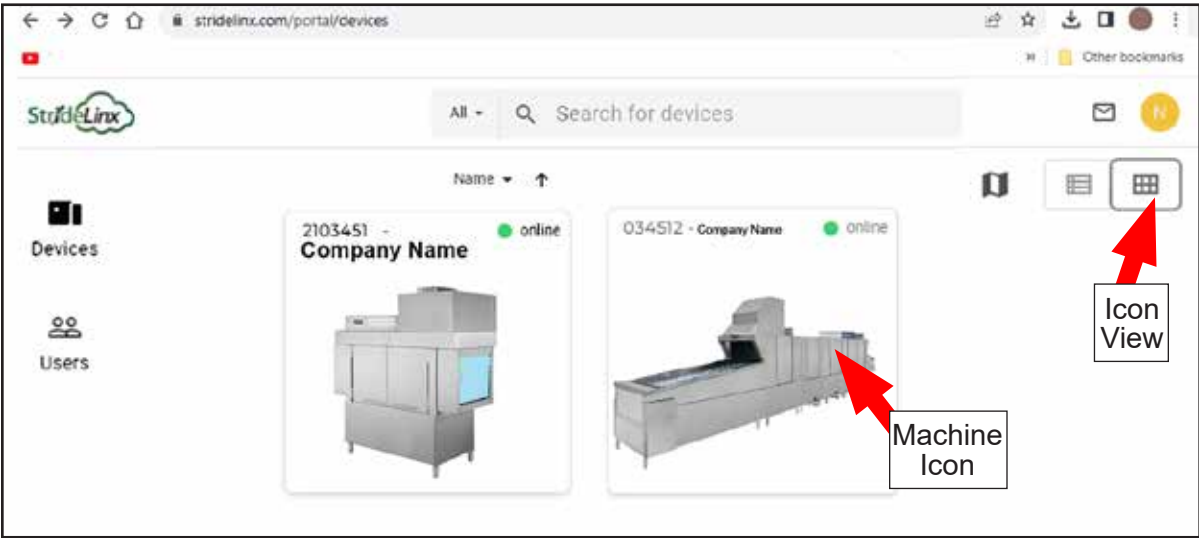 stridelinx.com/portal/devices
» Other bookmarks
StrideLinx
All
Search for devices
N
Name
Devices
2103451 -
Company Name
online
034512 - Company Name
online
Users
Icon
View
Machine
Icon